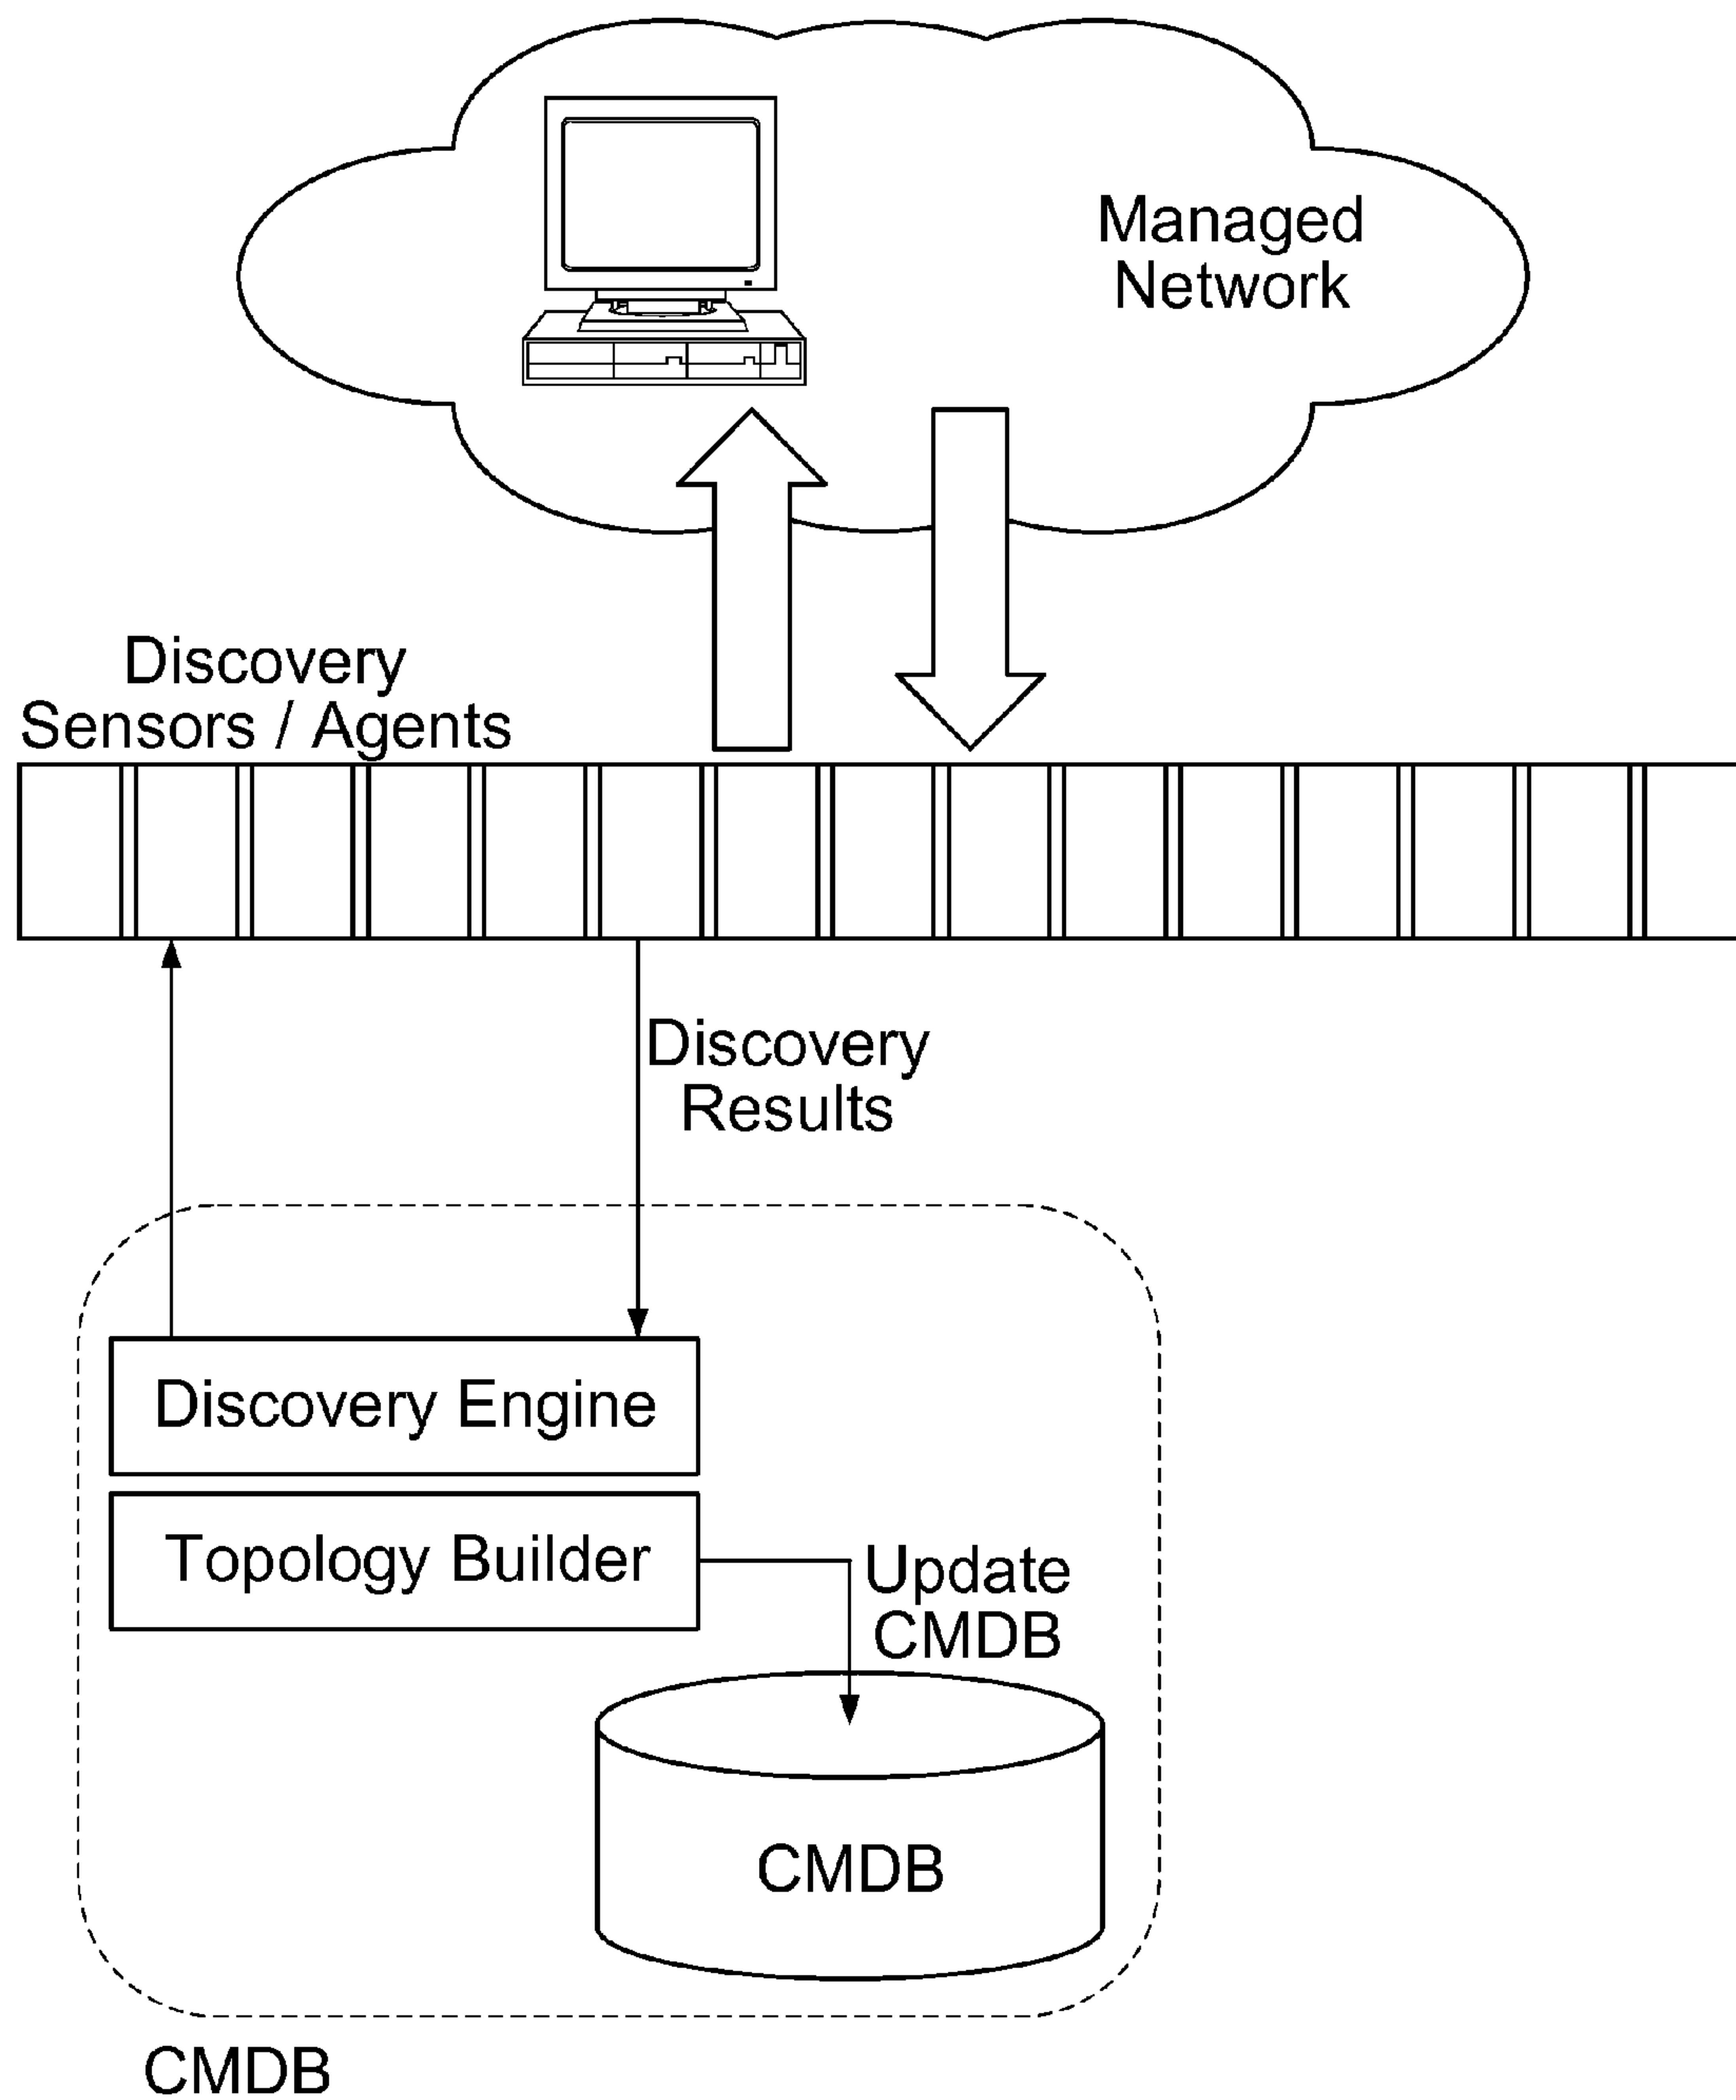 Managed
Network
Discovery
Sensors / Agents
Discovery
Results
Discovery Engine
Topology Builder
Update
CMDB
CMDB
CMDB